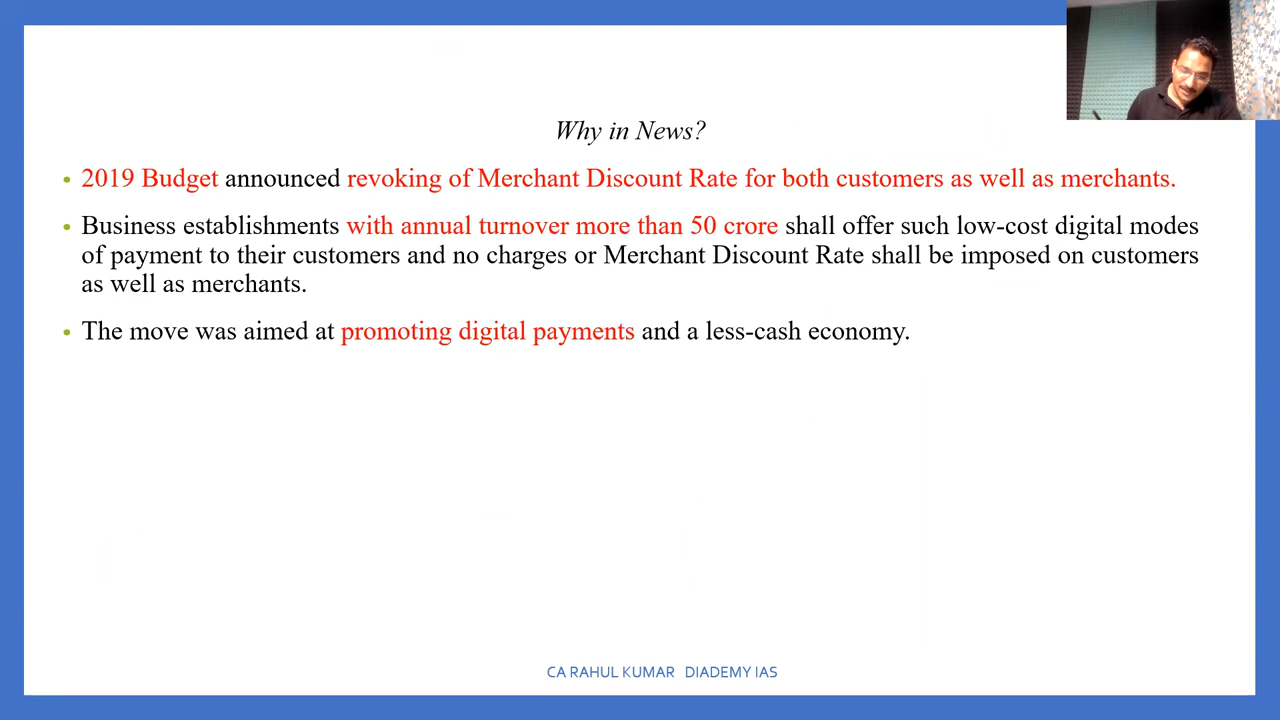 Why in News?
• 2019 Budget announced revoking of Merchant Discount Rate for both customers as well as merchants.
• Business establishments with annual turnover more than 50 crore shall offer such low-cost digital modes
of payment to their customers and no charges or Merchant Discount Rate shall be imposed on customers
as well as merchants.
• The move was aimed at promoting digital payments and a less-cash economy.
CA RAHUL KUMAR DIADEMY IAS